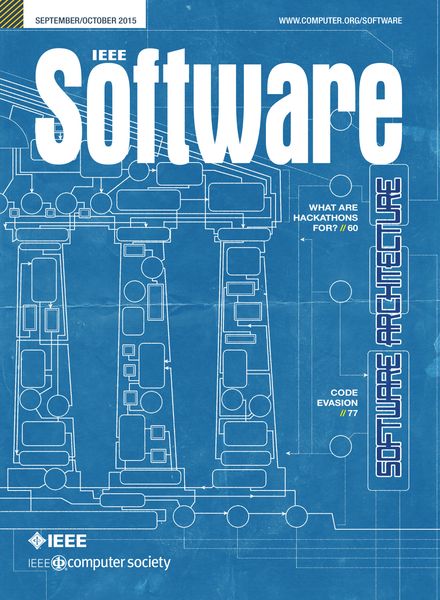 SEPTEMBER/OCTOBER 2015
WWW.COMPUTER.ORG/SOFTWARE
IEEE
Software
WHAT ARE
HACKATHONS
FOR? // 60
SOFTWARE ARCHITECTURE
CODE
EVASION
// 77
IEEE
IEEE computer society